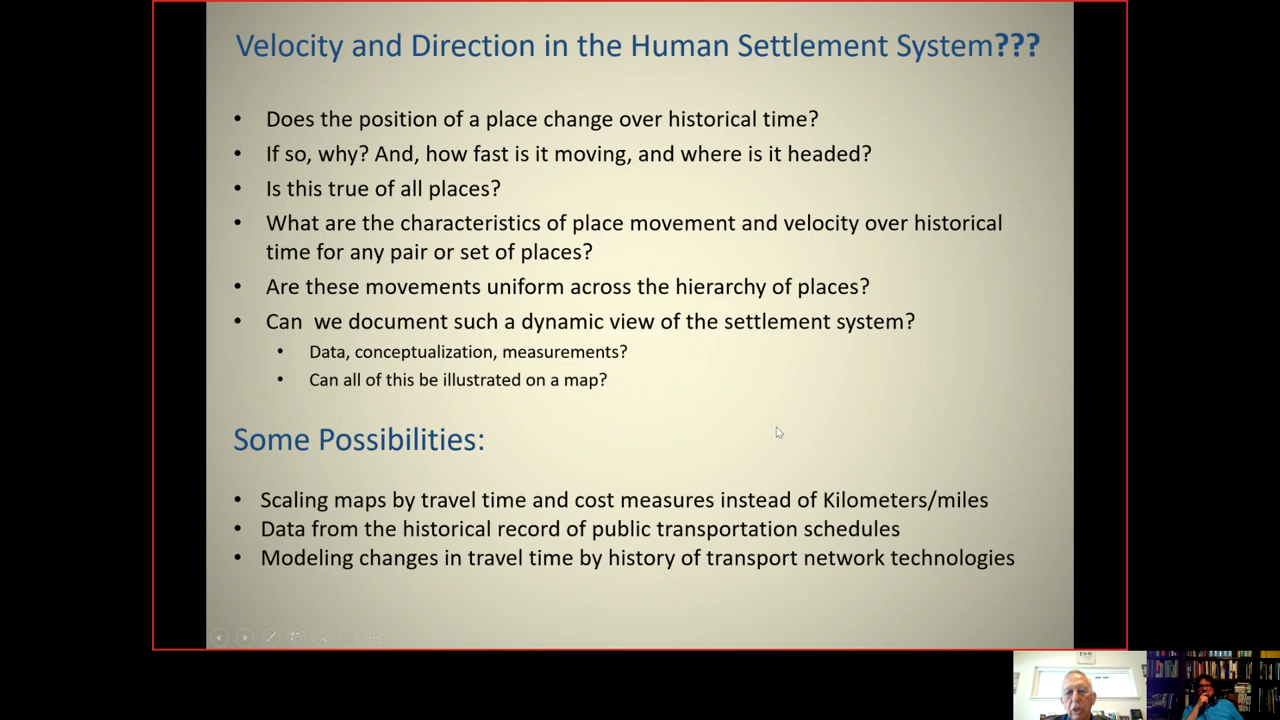 Velocity and Direction in the Human Settlement System???
• Does the position of a place change over historical time?
• If so, why? And, how fast is it moving, and where is it headed?
• Is this true of all places?
• What are the characteristics of place movement and velocity over historical
time for any pair or set of places?
• Are these movements uniform across the hierarchy of places?
• Can  we document such a dynamic view of the settlement system?
• Data, conceptualization, measurements?
• Can all of this be illustrated on a map?
Some Possibilities:
• Scaling maps by travel time and cost measures instead of Kilometers/miles
• Data from the historical record of public transportation schedules
• Modeling changes in travel time by history of transport network technologies